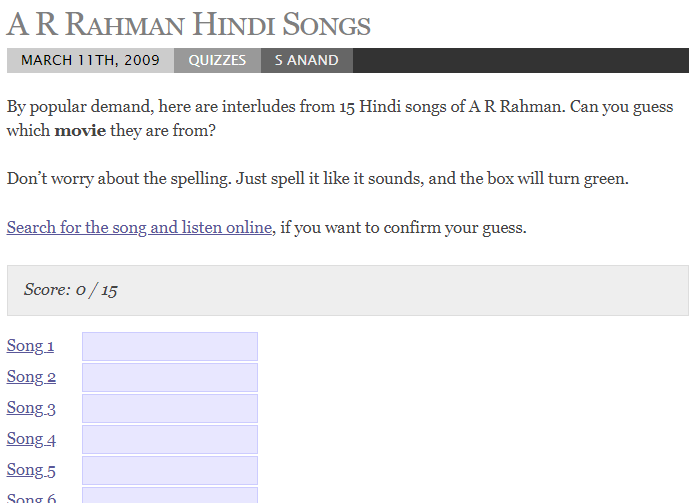 A R Rahman Hindi Songs
MARCH 11TH, 2009 QUIZZES S ANAND
By popular demand, here are interludes from 15 Hindi songs of A R Rahman. Can you guess
which movie they are from?
Don’t worry about the spelling. Just spell it like it sounds, and the box will turn green.
Search for the song and listen online, if you want to confirm your guess.
Score: 0 / 15
Song 1
Song 2
Song 3
Song 4
Song 5
Song 6